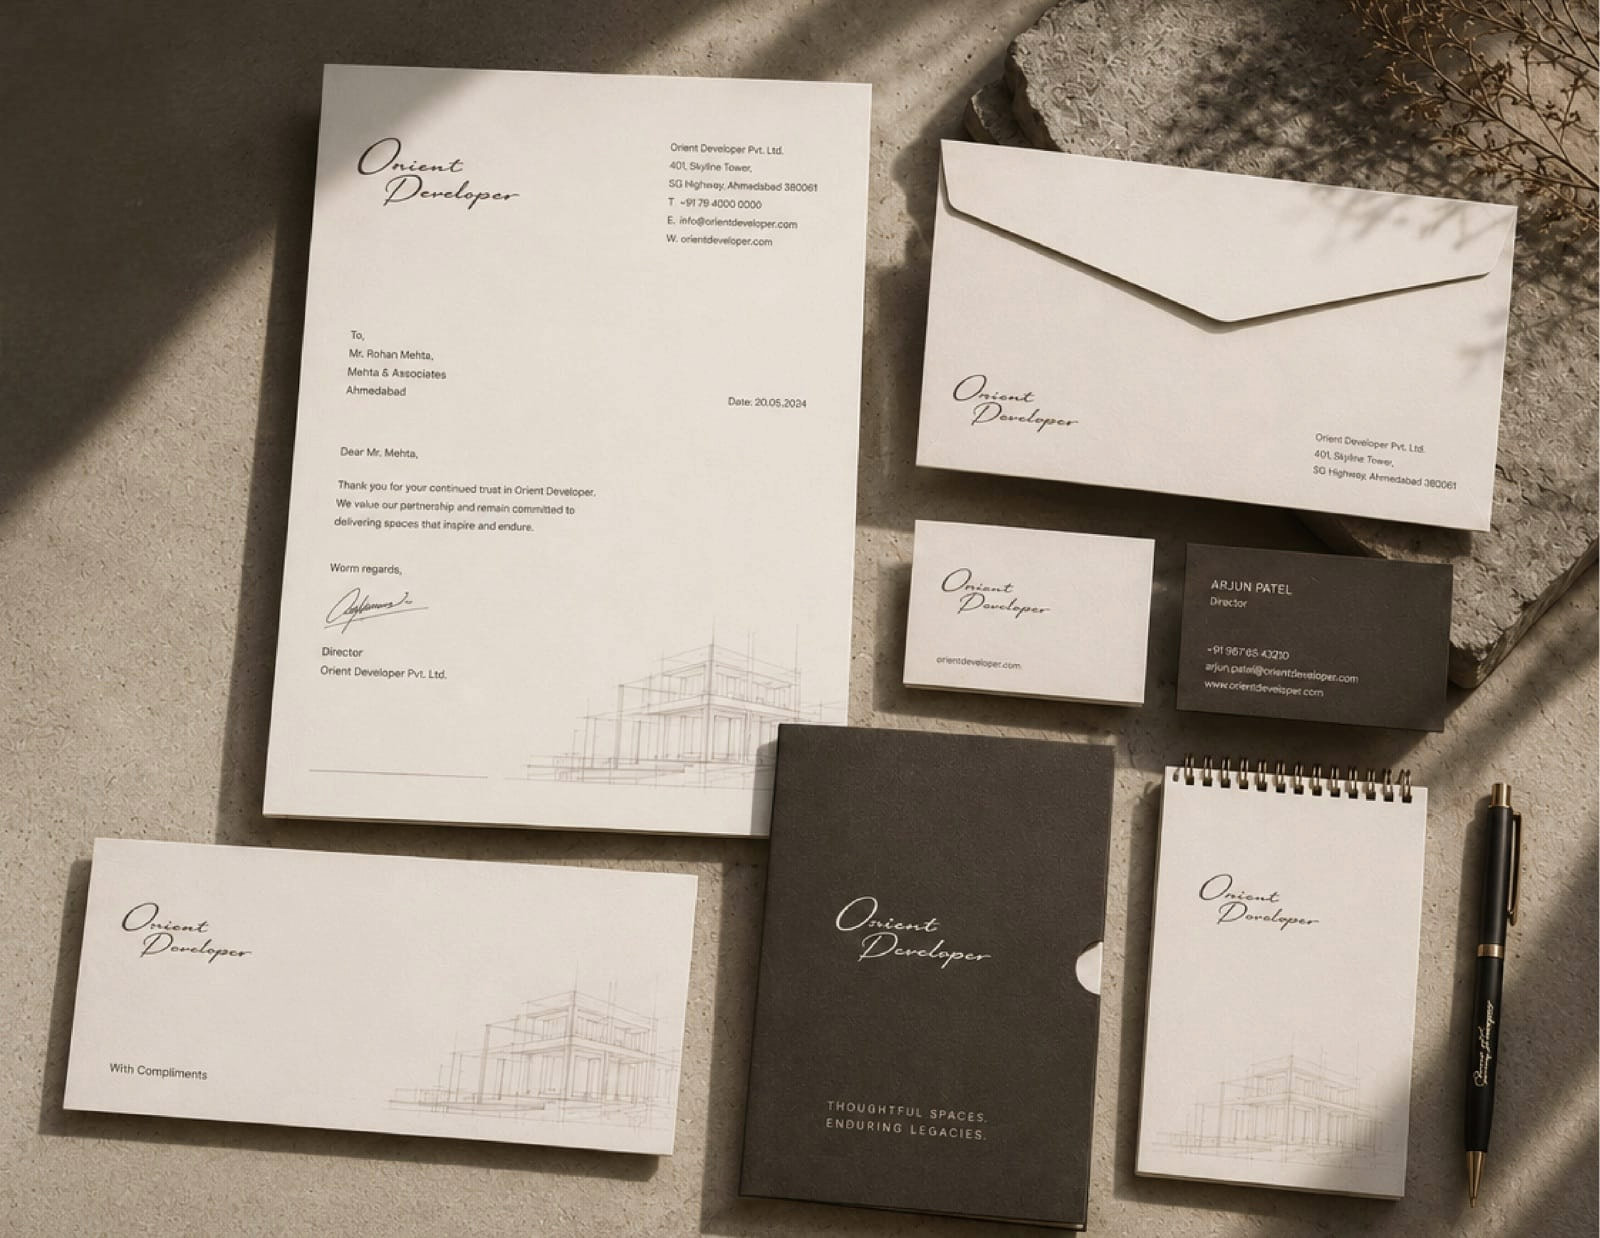 Orient
Developer
Orient Developer Pvt. Ltd.
401, Skyline Tower,
SG Highway, Ahmedabad 380061
T +91 79 4000 0000
E. info@orientdeveloper.com
W. orientdeveloper.com
To,
Mr. Rohan Mehta,
Mehta & Associates
Ahmedabad
Date: 20.05.2024
Dear Mr. Mehta,
Thank you for your continued trust in Orient Developer.
We value our partnership and remain committed to
delivering spaces that inspire and endure.
Worm regards,
Director
Orient Developer Pvt. Ltd.
Orient
Developer
Orient Developer Pvt. Ltd.
401, Skyline Tower,
SG Highway, Ahmedabad 380061
Orient
Developer
orientdeveloper.com
ARJUN PATEL
Director
+91 98765 43210
arjun.patel@orientdeveloper.com
www.orientdeveloper.com
Orient
Developer
With Compliments
Orient
Developer
THOUGHTFUL SPACES.
ENDURING LEGACIES.
Orient
Developer